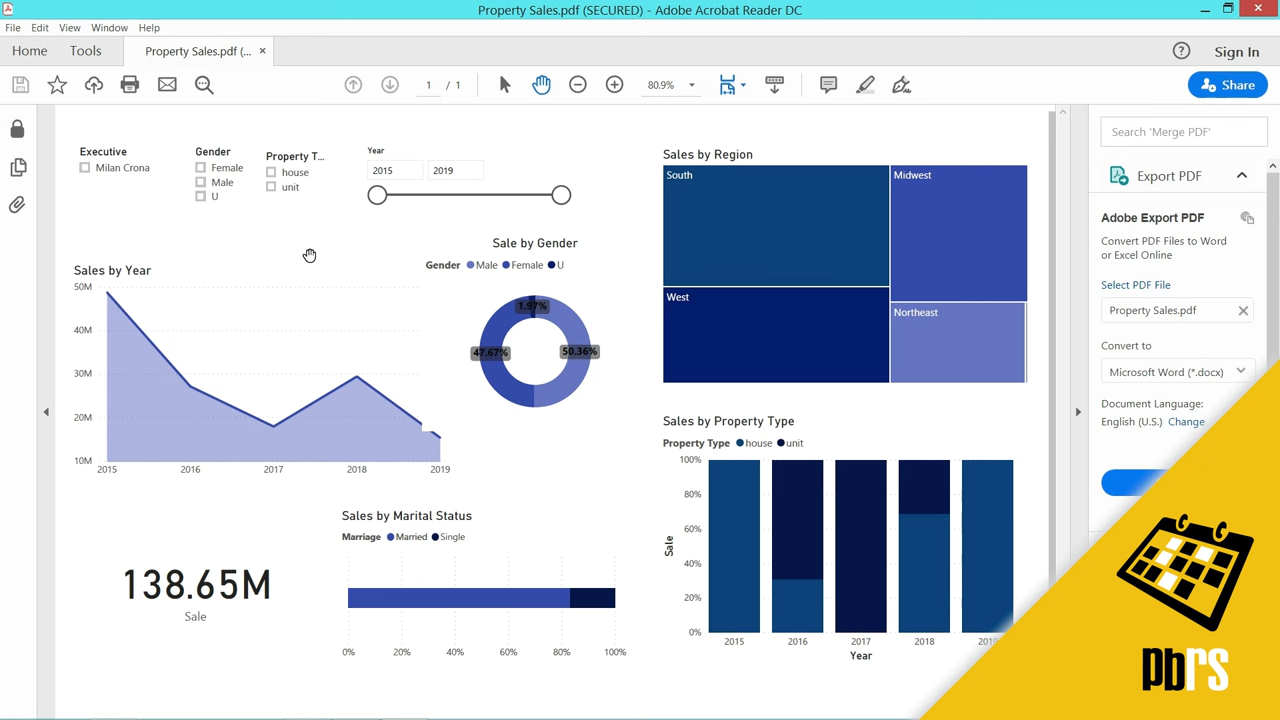 Property Sales.pdf (SECURED) - Adobe Acrobat Reader DC
File Edit View Window Help
Home Tools Property Sales.pdf (... × Sign In
1 / 1 80.9% Share
Executive
Milan Crona
Gender
Female
Male
U
Property T...
house
unit
Year
2015 2019
Sales by Year
50M
40M
30M
20M
10M
2015 2016 2017 2018 2019
Sale by Gender
Gender Male Female U
1.97%
47.67%
50.36%
138.65M
Sale
Sales by Marital Status
Marriage Married Single
0% 20% 40% 60% 80% 100%
Sales by Region
South
Midwest
West
Northeast
Sales by Property Type
Property Type house unit
100%
80%
60%
40%
20%
0%
Sale
2015 2016 2017 2018
Year
Search 'Merge PDF'
Export PDF
Adobe Export PDF
Convert PDF Files to Word
or Excel Online
Select PDF File
Property Sales.pdf
Convert to
Microsoft Word (*.docx)
Document Language:
English (U.S.) Change
pbrs